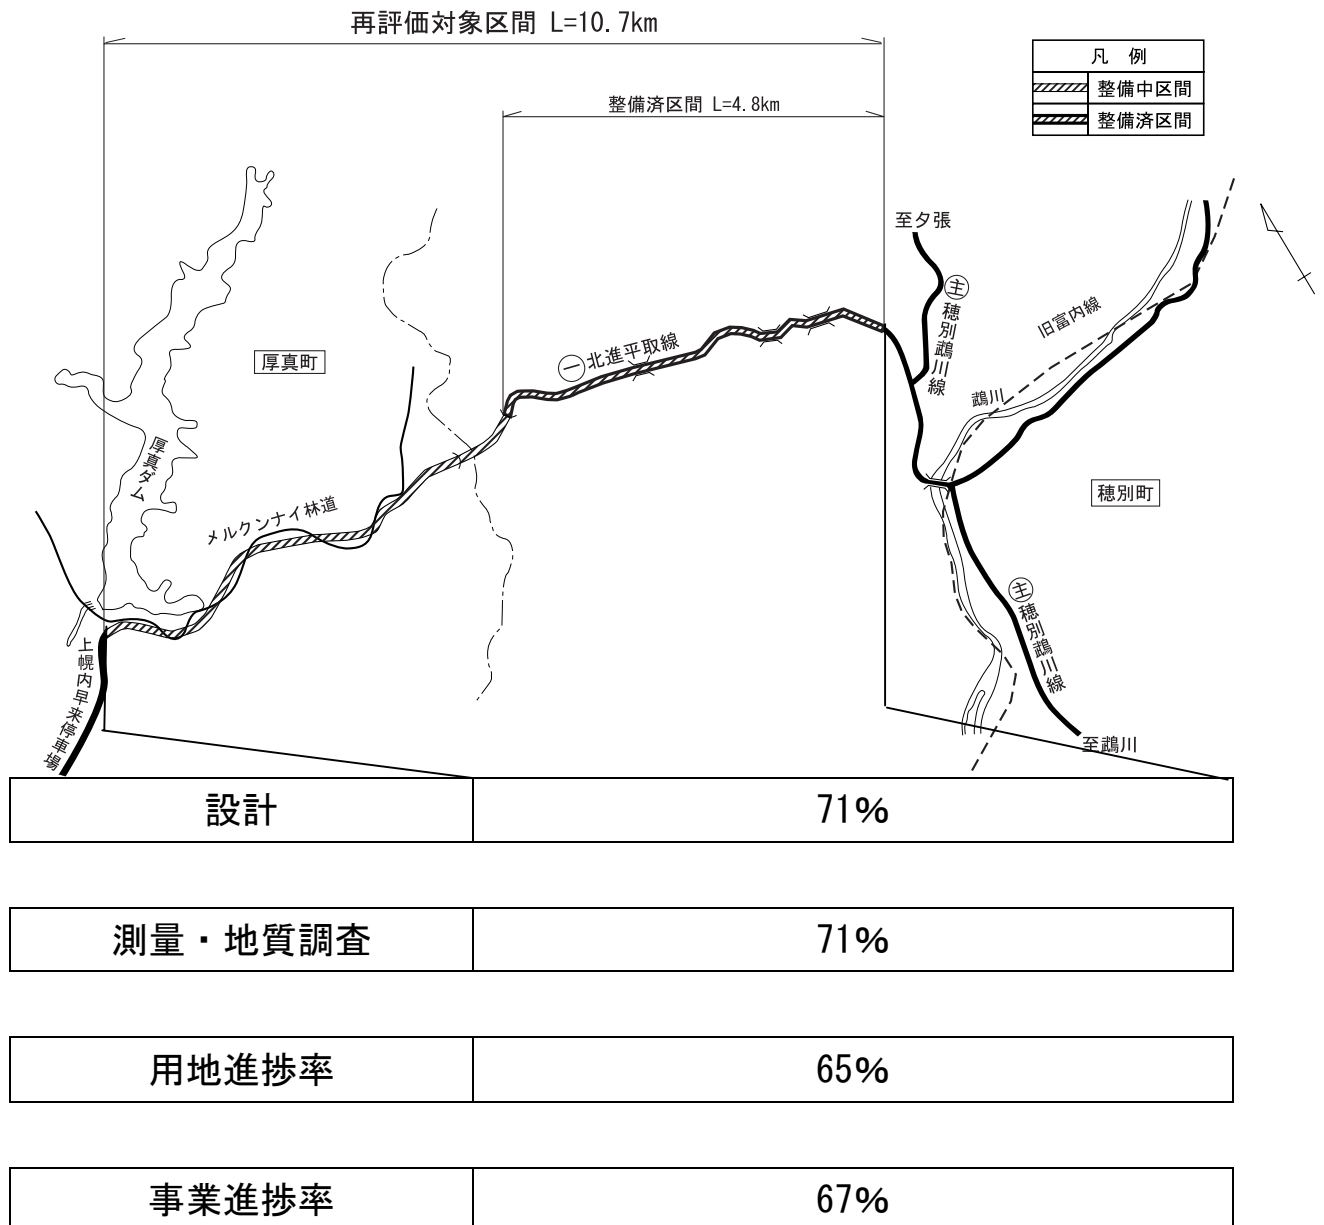 再評価対象区間 L=10.7km
整備済区間 L=4.8km
凡 例
整備中区間
整備済区間
至夕張
主 穂別鵡川線
旧富内線
一 北進平取線
厚真町
鵡川
厚真ダム
穂別町
メルクンナイ林道
主 穂別鵡川線
上幌内早来停車場
至鵡川
設計 71%
測量・地質調査 71%
用地進捗率 65%
事業進捗率 67%